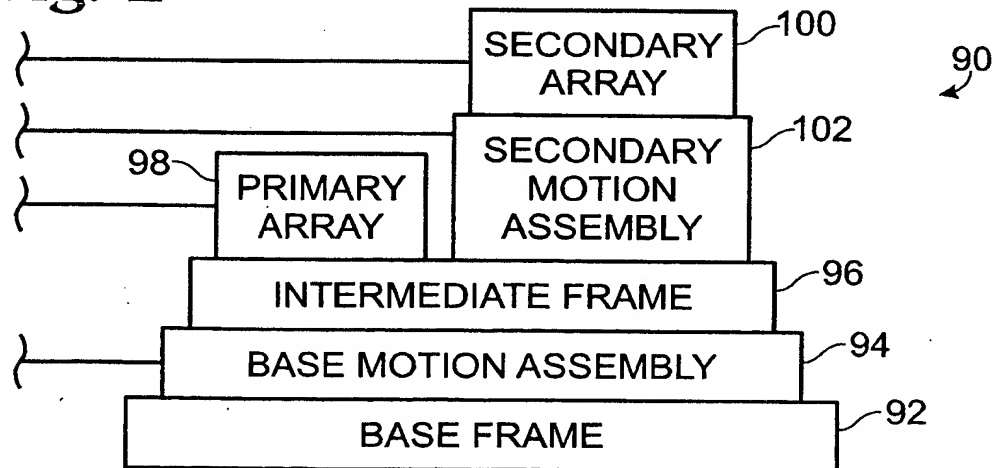 100
SECONDARY
ARRAY
90
102
SECONDARY
MOTION
ASSEMBLY
98
PRIMARY
ARRAY
96
INTERMEDIATE FRAME
94
BASE MOTION ASSEMBLY
92
BASE FRAME